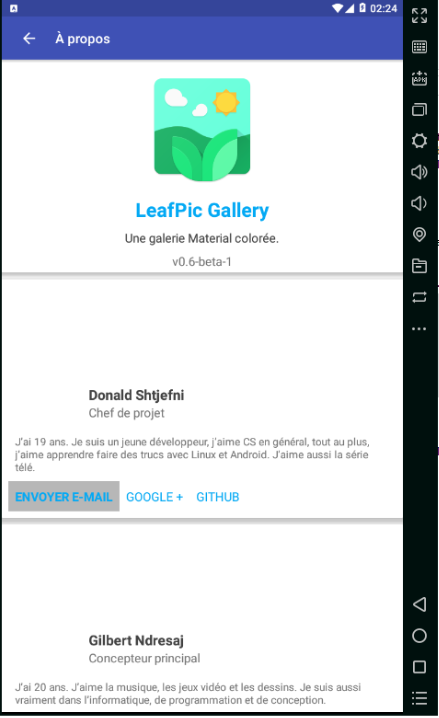 02:24
À propos
LeafPic Gallery
Une galerie Material colorée.
v0.6-beta-1
Donald Shtjefni
Chef de projet
J'ai 19 ans. Je suis un jeune développeur, j'aime CS en général, tout au plus,
j'aime apprendre faire des trucs avec Linux et Android. J'aime aussi la série
télé.
ENVOYER E-MAIL GOOGLE + GITHUB
Gilbert Ndresaj
Concepteur principal
J'ai 20 ans. J'aime la musique, les jeux vidéo et les dessins. Je suis aussi
vraiment dans l'informatique, de programmation et de conception.